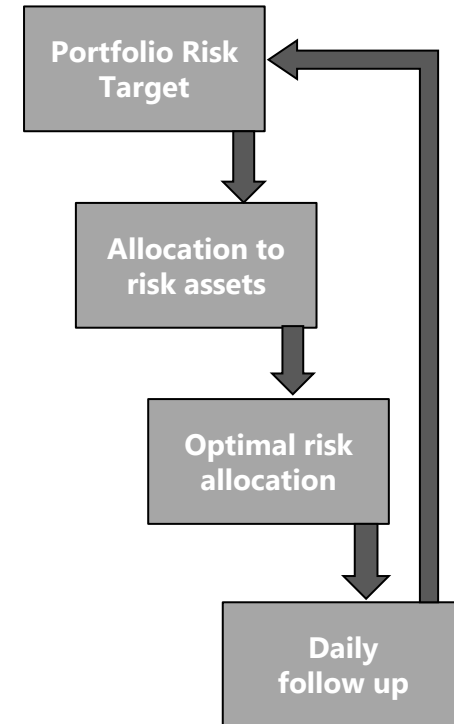 Portfolio Risk
Target
Allocation to
risk assets
Optimal risk
allocation
Daily
follow up